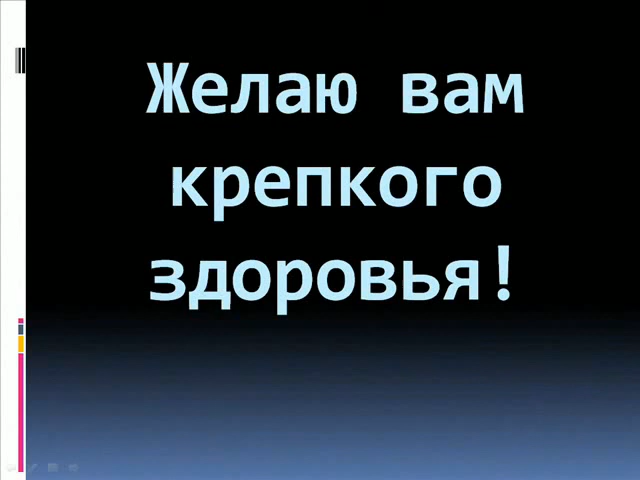 Желаю вам
крепкого
здоровья!